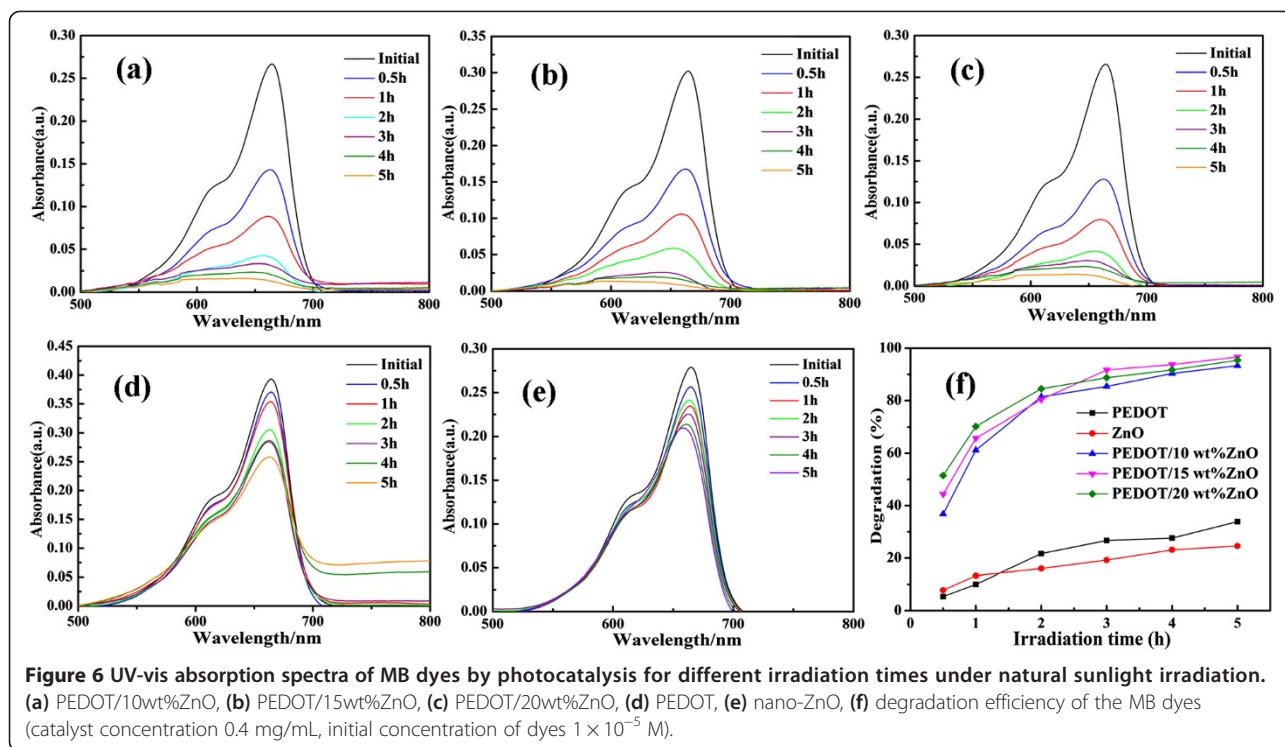 (a)
0.30
0.25
0.20
0.15
0.10
0.05
0.00
Absorbance(a.u.)
500 600 700 800
Wavelength/nm
Initial
0.5h
1h
2h
3h
4h
5h
(b)
0.35
0.30
0.25
0.20
0.15
0.10
0.05
0.00
Absorbance(a.u.)
500 600 700 800
Wavelength/nm
Initial
0.5h
1h
2h
3h
4h
5h
(c)
0.30
0.25
0.20
0.15
0.10
0.05
0.00
Absorbance(a.u.)
500 600 700 800
Wavelength/nm
Initial
0.5h
1h
2h
3h
4h
5h
(d)
0.45
0.40
0.35
0.30
0.25
0.20
0.15
0.10
0.05
0.00
Absorbance(a.u.)
500 600 700 800
Wavelength/nm
Initial
0.5h
1h
2h
3h
4h
5h
(e)
0.30
0.25
0.20
0.15
0.10
0.05
0.00
Absorbance(a.u.)
500 600 700 800
Wavelength/nm
Initial
0.5h
1h
2h
3h
4h
5h
(f)
100
80
60
40
20
0
Degradation (%)
0 1 2 3 4 5
Irradiation time (h)
PEDOT
ZnO
PEDOT/10 wt%ZnO
PEDOT/15 wt%ZnO
PEDOT/20 wt%ZnO
Figure 6 UV-vis absorption spectra of MB dyes by photocatalysis for different irradiation times under natural sunlight irradiation.
(a) PEDOT/10wt%ZnO, (b) PEDOT/15wt%ZnO, (c) PEDOT/20wt%ZnO, (d) PEDOT, (e) nano-ZnO, (f) degradation efficiency of the MB dyes
(catalyst concentration 0.4 mg/mL, initial concentration of dyes 1 × 10⁻⁵ M).